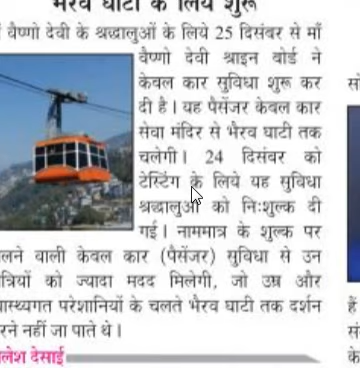 भैरव घाटी के लिये शुरू
वैष्णो देवी के श्रद्धालुओं के लिये 25 दिसंबर से माँ
वैष्णो देवी श्राइन बोर्ड ने
केबल कार सुविधा शुरू कर
दी है। यह पैसेंजर केबल कार
सेवा मंदिर से भैरव घाटी तक
चलेगी। 24 दिसंबर को
टेस्टिंग के लिये यह सुविधा
श्रद्धालुओं को निःशुल्क दी
गई। नाममात्र के शुल्क पर
लने वाली केबल कार (पैसेंजर) सुविधा से उन
त्रियों को ज्यादा मदद मिलेगी, जो उम्र और
वास्थ्यगत परेशानियों के चलते भैरव घाटी तक दर्शन
रने नहीं जा पाते थे।
लेश देसाई
हैं
के